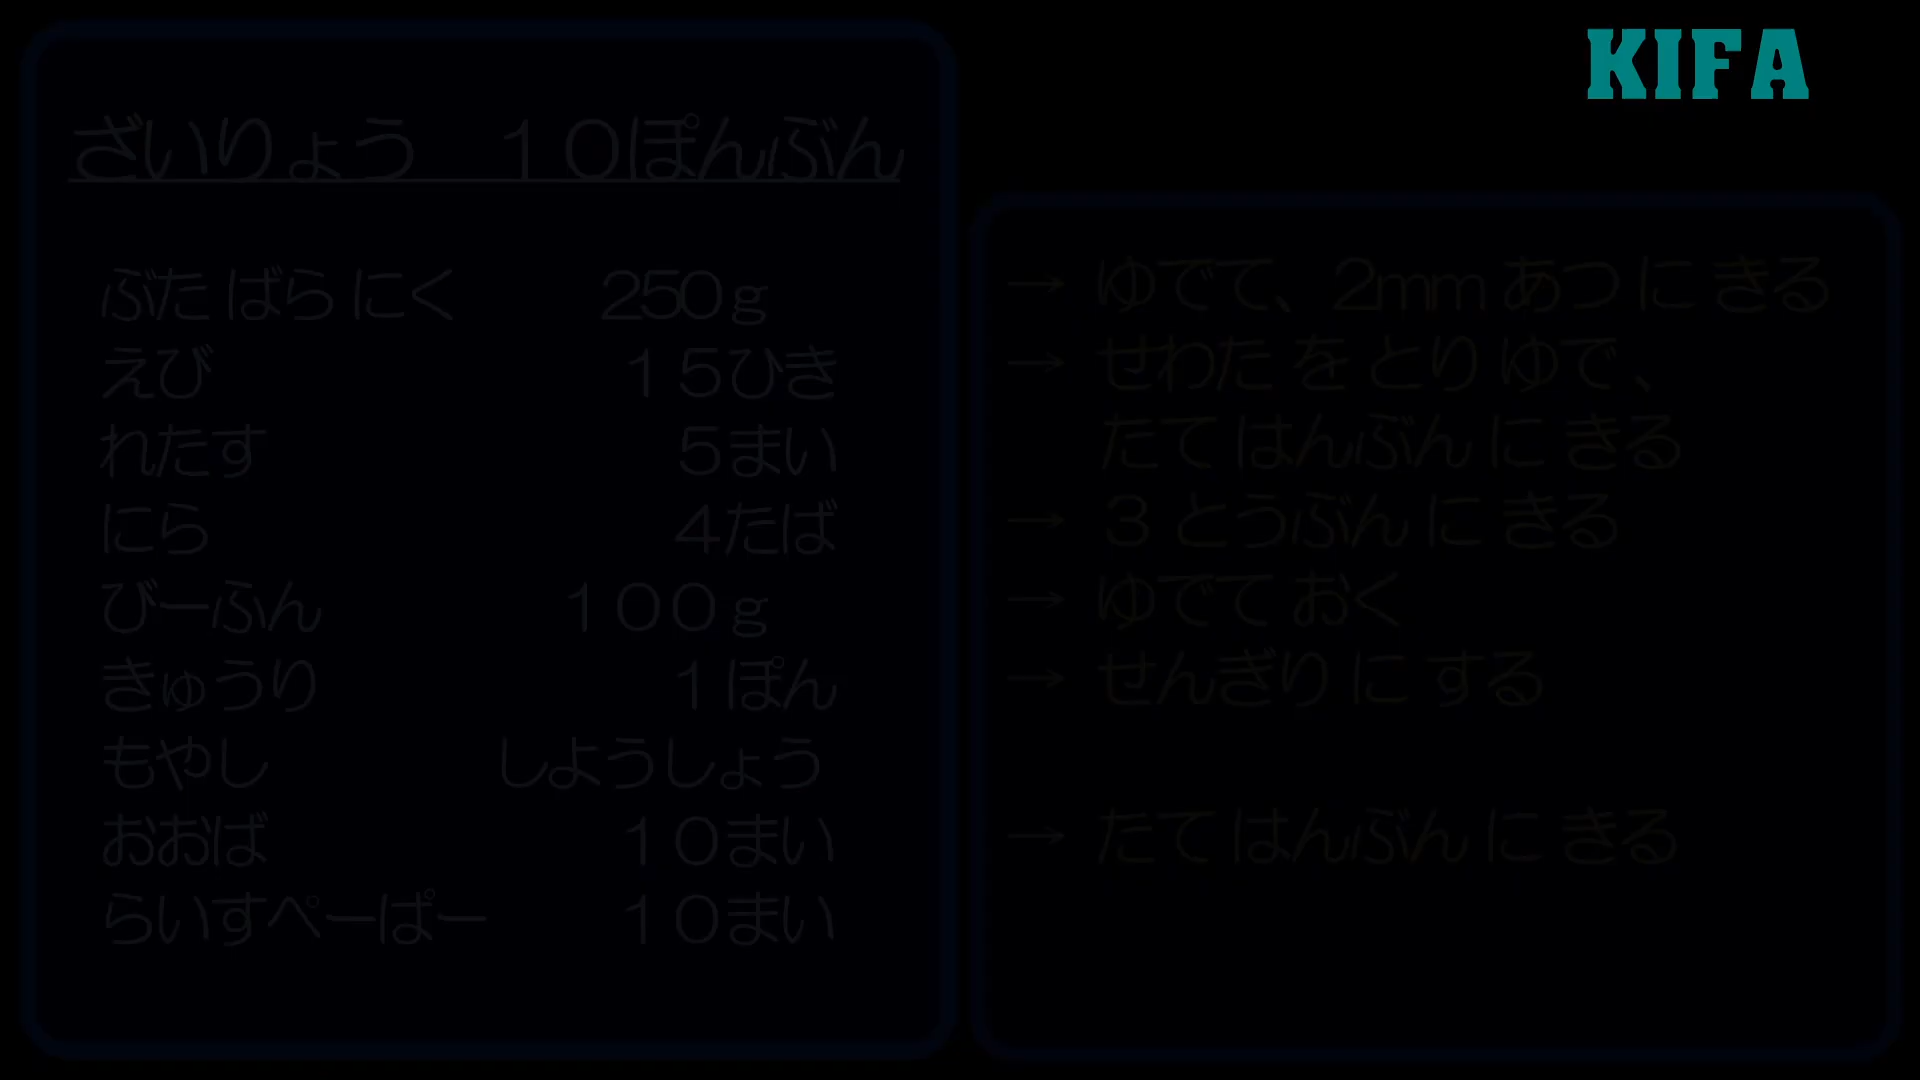 KIFA
ざいりょう　１０ぽんぶん
ぶた ばら にく　250ｇ
えび　１５ひき
れたす　５まい
にら　４たば
びーふん　１００ｇ
きゅうり　１ぽん
もやし　しようしょう
おおば　１０まい
らいすぺーぱー　１０まい
→ ゆでて、2mm あつ に きる
→ せわた を とり ゆで、
たて はんぶん に きる
→ 3 とうぶん に きる
→ ゆでて おく
→ せんぎり に する
→ たて はんぶん に きる